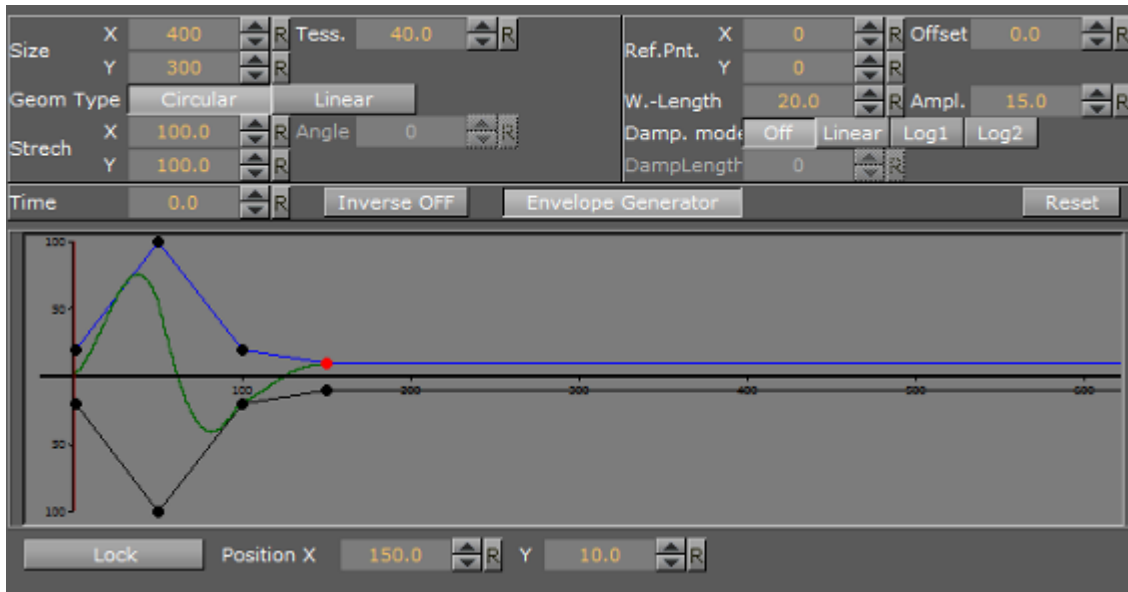 X 400 R Tess. 40.0 R X 0 R Offset 0.0 R
Size Ref.Pnt.
Y 300 R Y 0 R
Geom Type Circular Linear W.-Length 20.0 R Ampl. 15.0 R
X 100.0 R Angle 0 R Damp. mode Off Linear Log1 Log2
Strech
Y 100.0 R DampLength 0 R
Time 0.0 R Inverse OFF Envelope Generator Reset
100
50
100 200 300 400 500 600
50
100
Lock Position X 150.0 R Y 10.0 R